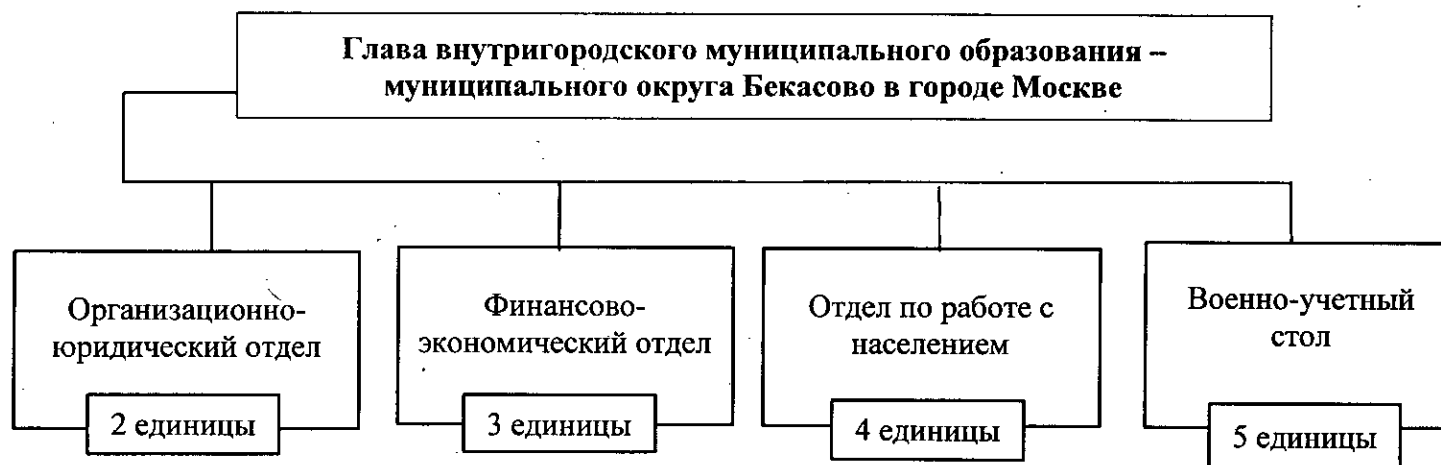 Глава внутригородского муниципального образования –
муниципального округа Бекасово в городе Москве
Организационно-
юридический отдел
2 единицы
Финансово-
экономический отдел
3 единицы
Отдел по работе с
населением
4 единицы
Военно-учетный
стол
5 единицы